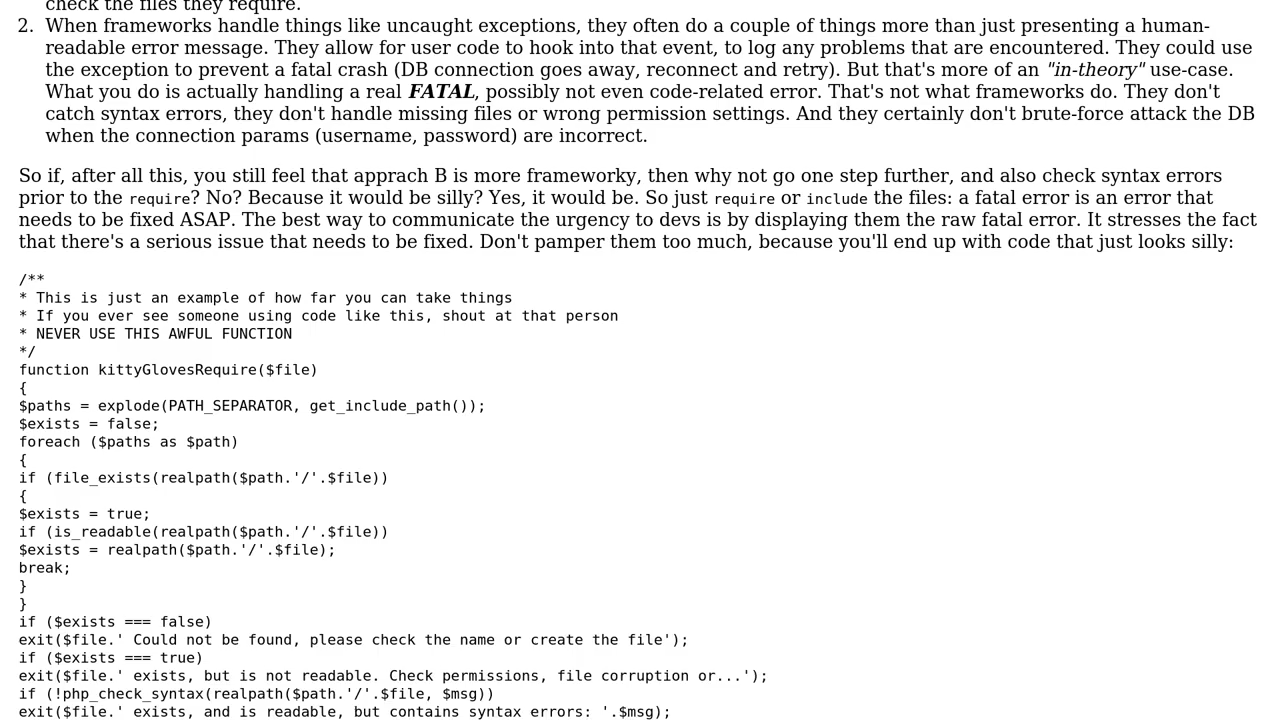 check the files they require.
2. When frameworks handle things like uncaught exceptions, they often do a couple of things more than just presenting a human-
readable error message. They allow for user code to hook into that event, to log any problems that are encountered. They could use
the exception to prevent a fatal crash (DB connection goes away, reconnect and retry). But that's more of an "in-theory" use-case.
What you do is actually handling a real FATAL, possibly not even code-related error. That's not what frameworks do. They don't
catch syntax errors, they don't handle missing files or wrong permission settings. And they certainly don't brute-force attack the DB
when the connection params (username, password) are incorrect.
So if, after all this, you still feel that apprach B is more frameworky, then why not go one step further, and also check syntax errors
prior to the require? No? Because it would be silly? Yes, it would be. So just require or include the files: a fatal error is an error that
needs to be fixed ASAP. The best way to communicate the urgency to devs is by displaying them the raw fatal error. It stresses the fact
that there's a serious issue that needs to be fixed. Don't pamper them too much, because you'll end up with code that just looks silly:
/**
* This is just an example of how far you can take things
* If you ever see someone using code like this, shout at that person
* NEVER USE THIS AWFUL FUNCTION
*/
function kittyGlovesRequire($file)
{
$paths = explode(PATH_SEPARATOR, get_include_path());
$exists = false;
foreach ($paths as $path)
{
if (file_exists(realpath($path.'/'.$file))
{
$exists = true;
if (is_readable(realpath($path.'/'.$file))
$exists = realpath($path.'/'.$file);
break;
}
}
if ($exists === false)
exit($file.' Could not be found, please check the name or create the file');
if ($exists === true)
exit($file.' exists, but is not readable. Check permissions, file corruption or...');
if (!php_check_syntax(realpath($path.'/'.$file, $msg))
exit($file.' exists, and is readable, but contains syntax errors: '.$msg);